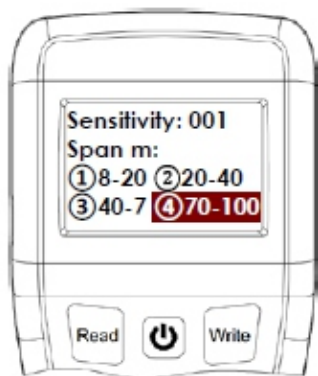 Sensitivity: 001
Span m:
①8-20 ②20-40
③40-7 ④70-100
Read Write